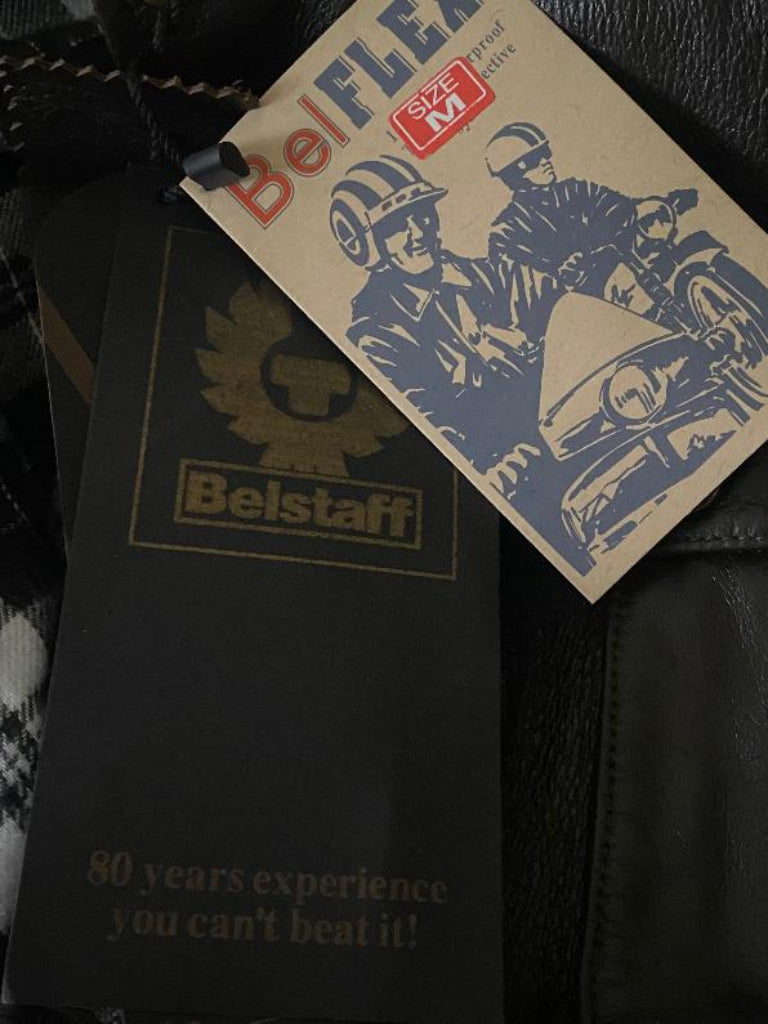 BelFLEX
SIZE
M
T
Belstaff
80 years experience
you can't beat it!